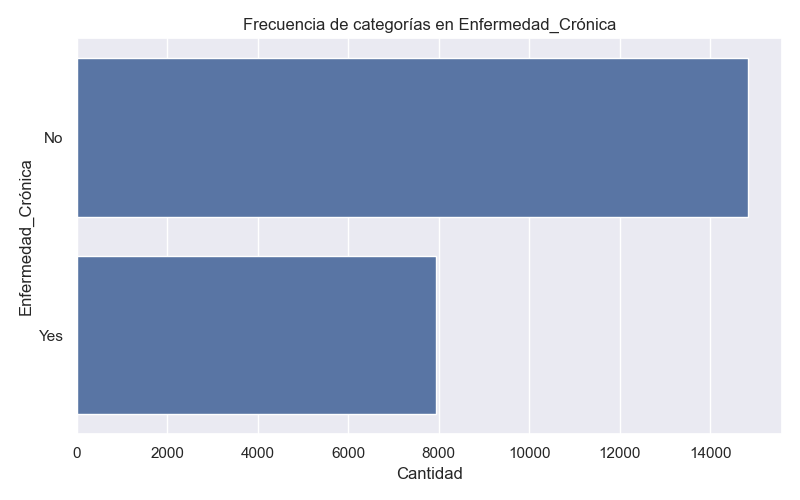 Frecuencia de categorías en Enfermedad_Crónica
Enfermedad_Crónica
No
Yes
0 2000 4000 6000 8000 10000 12000 14000
Cantidad